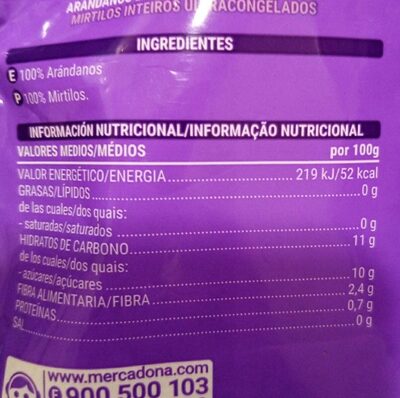 ARÁNDANOS
MIRTILOS INTEIROS ULTRACONGELADOS
INGREDIENTES
E 100% Arándanos
P 100% Mirtilos.
INFORMACIÓN NUTRICIONAL/INFORMAÇÃO NUTRICIONAL
VALORES MEDIOS/MÉDIOS por 100g
VALOR ENERGÉTICO/ENERGIA 219 kJ/52 kcal
GRASAS/LÍPIDOS 0 g
de las cuales/dos quais:
- saturadas/saturados 0 g
HIDRATOS DE CARBONO 11 g
de los cuales/dos quais:
- azúcares/açúcares 10 g
FIBRA ALIMENTARIA/FIBRA 2,4 g
PROTEÍNAS 0,7 g
SAL 0 g
www.mercadona.com
E 900 500 103